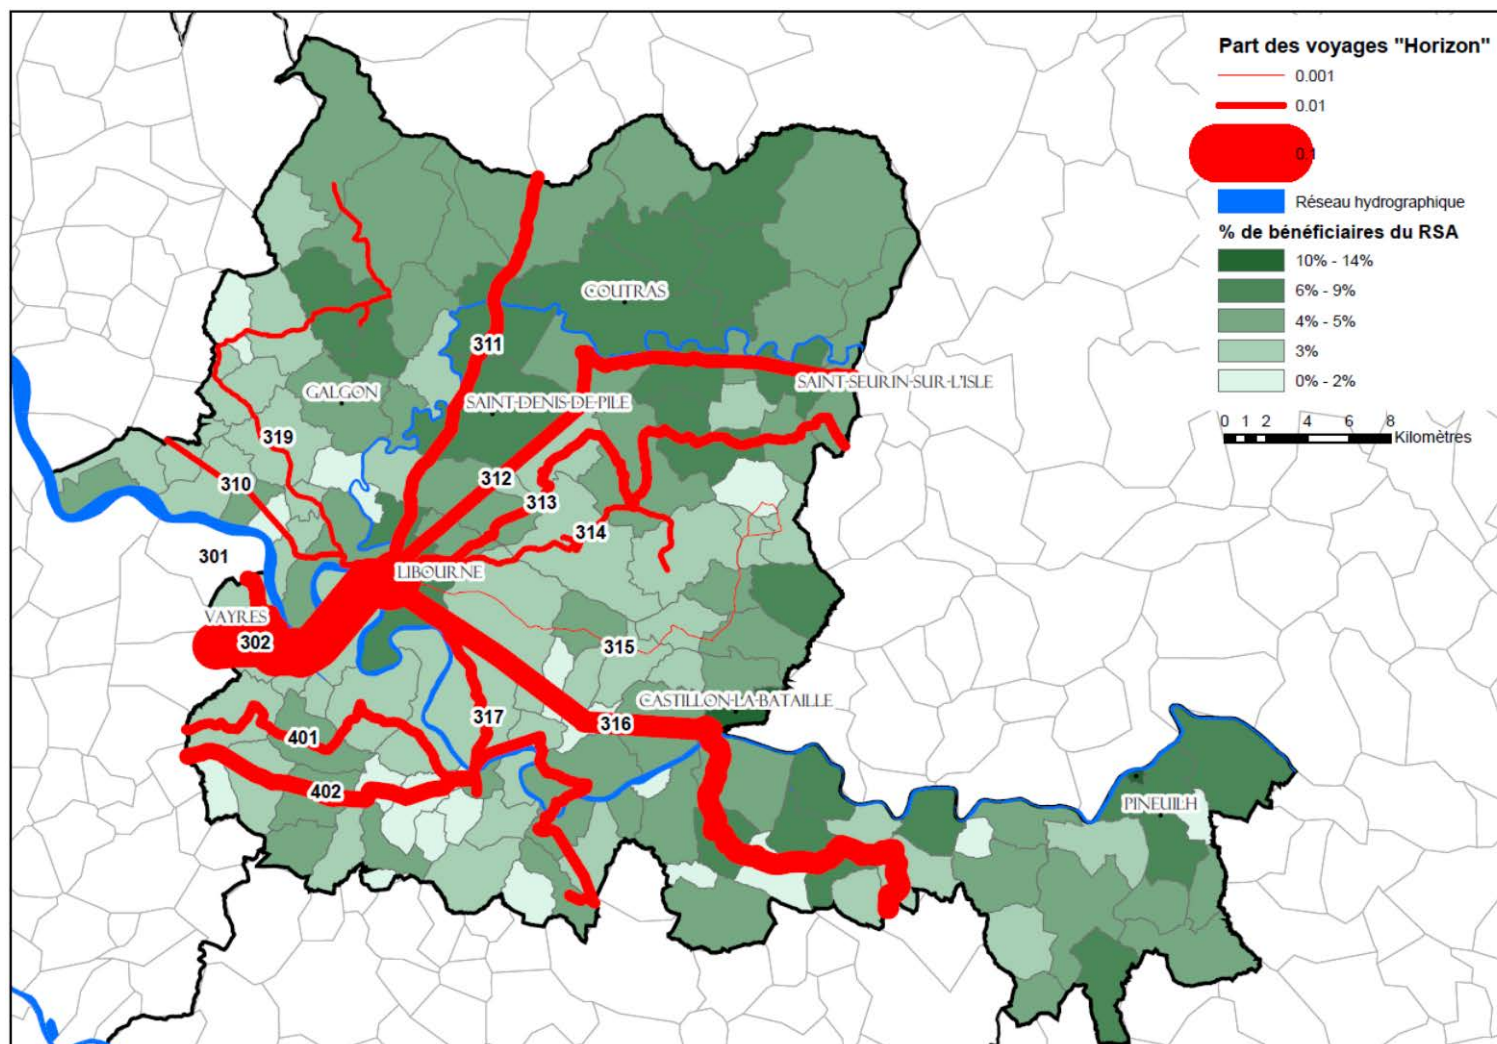 Part des voyages "Horizon"
0.001
0.01
0.1
Réseau hydrographique
% de bénéficiaires du RSA
10% - 14%
6% - 9%
4% - 5%
3%
0% - 2%
0 1 2 4 6 8
Kilomètres
COUTRAS
311
SAINT-SEURIN-SUR-L'ISLE
GALGON
SAINT-DENIS-DE-PILE
319
312
310
313
314
301
LIBOURNE
VAYRES
302
315
CASTILLON-LA-BATAILLE
317
316
401
402
PINEUILH